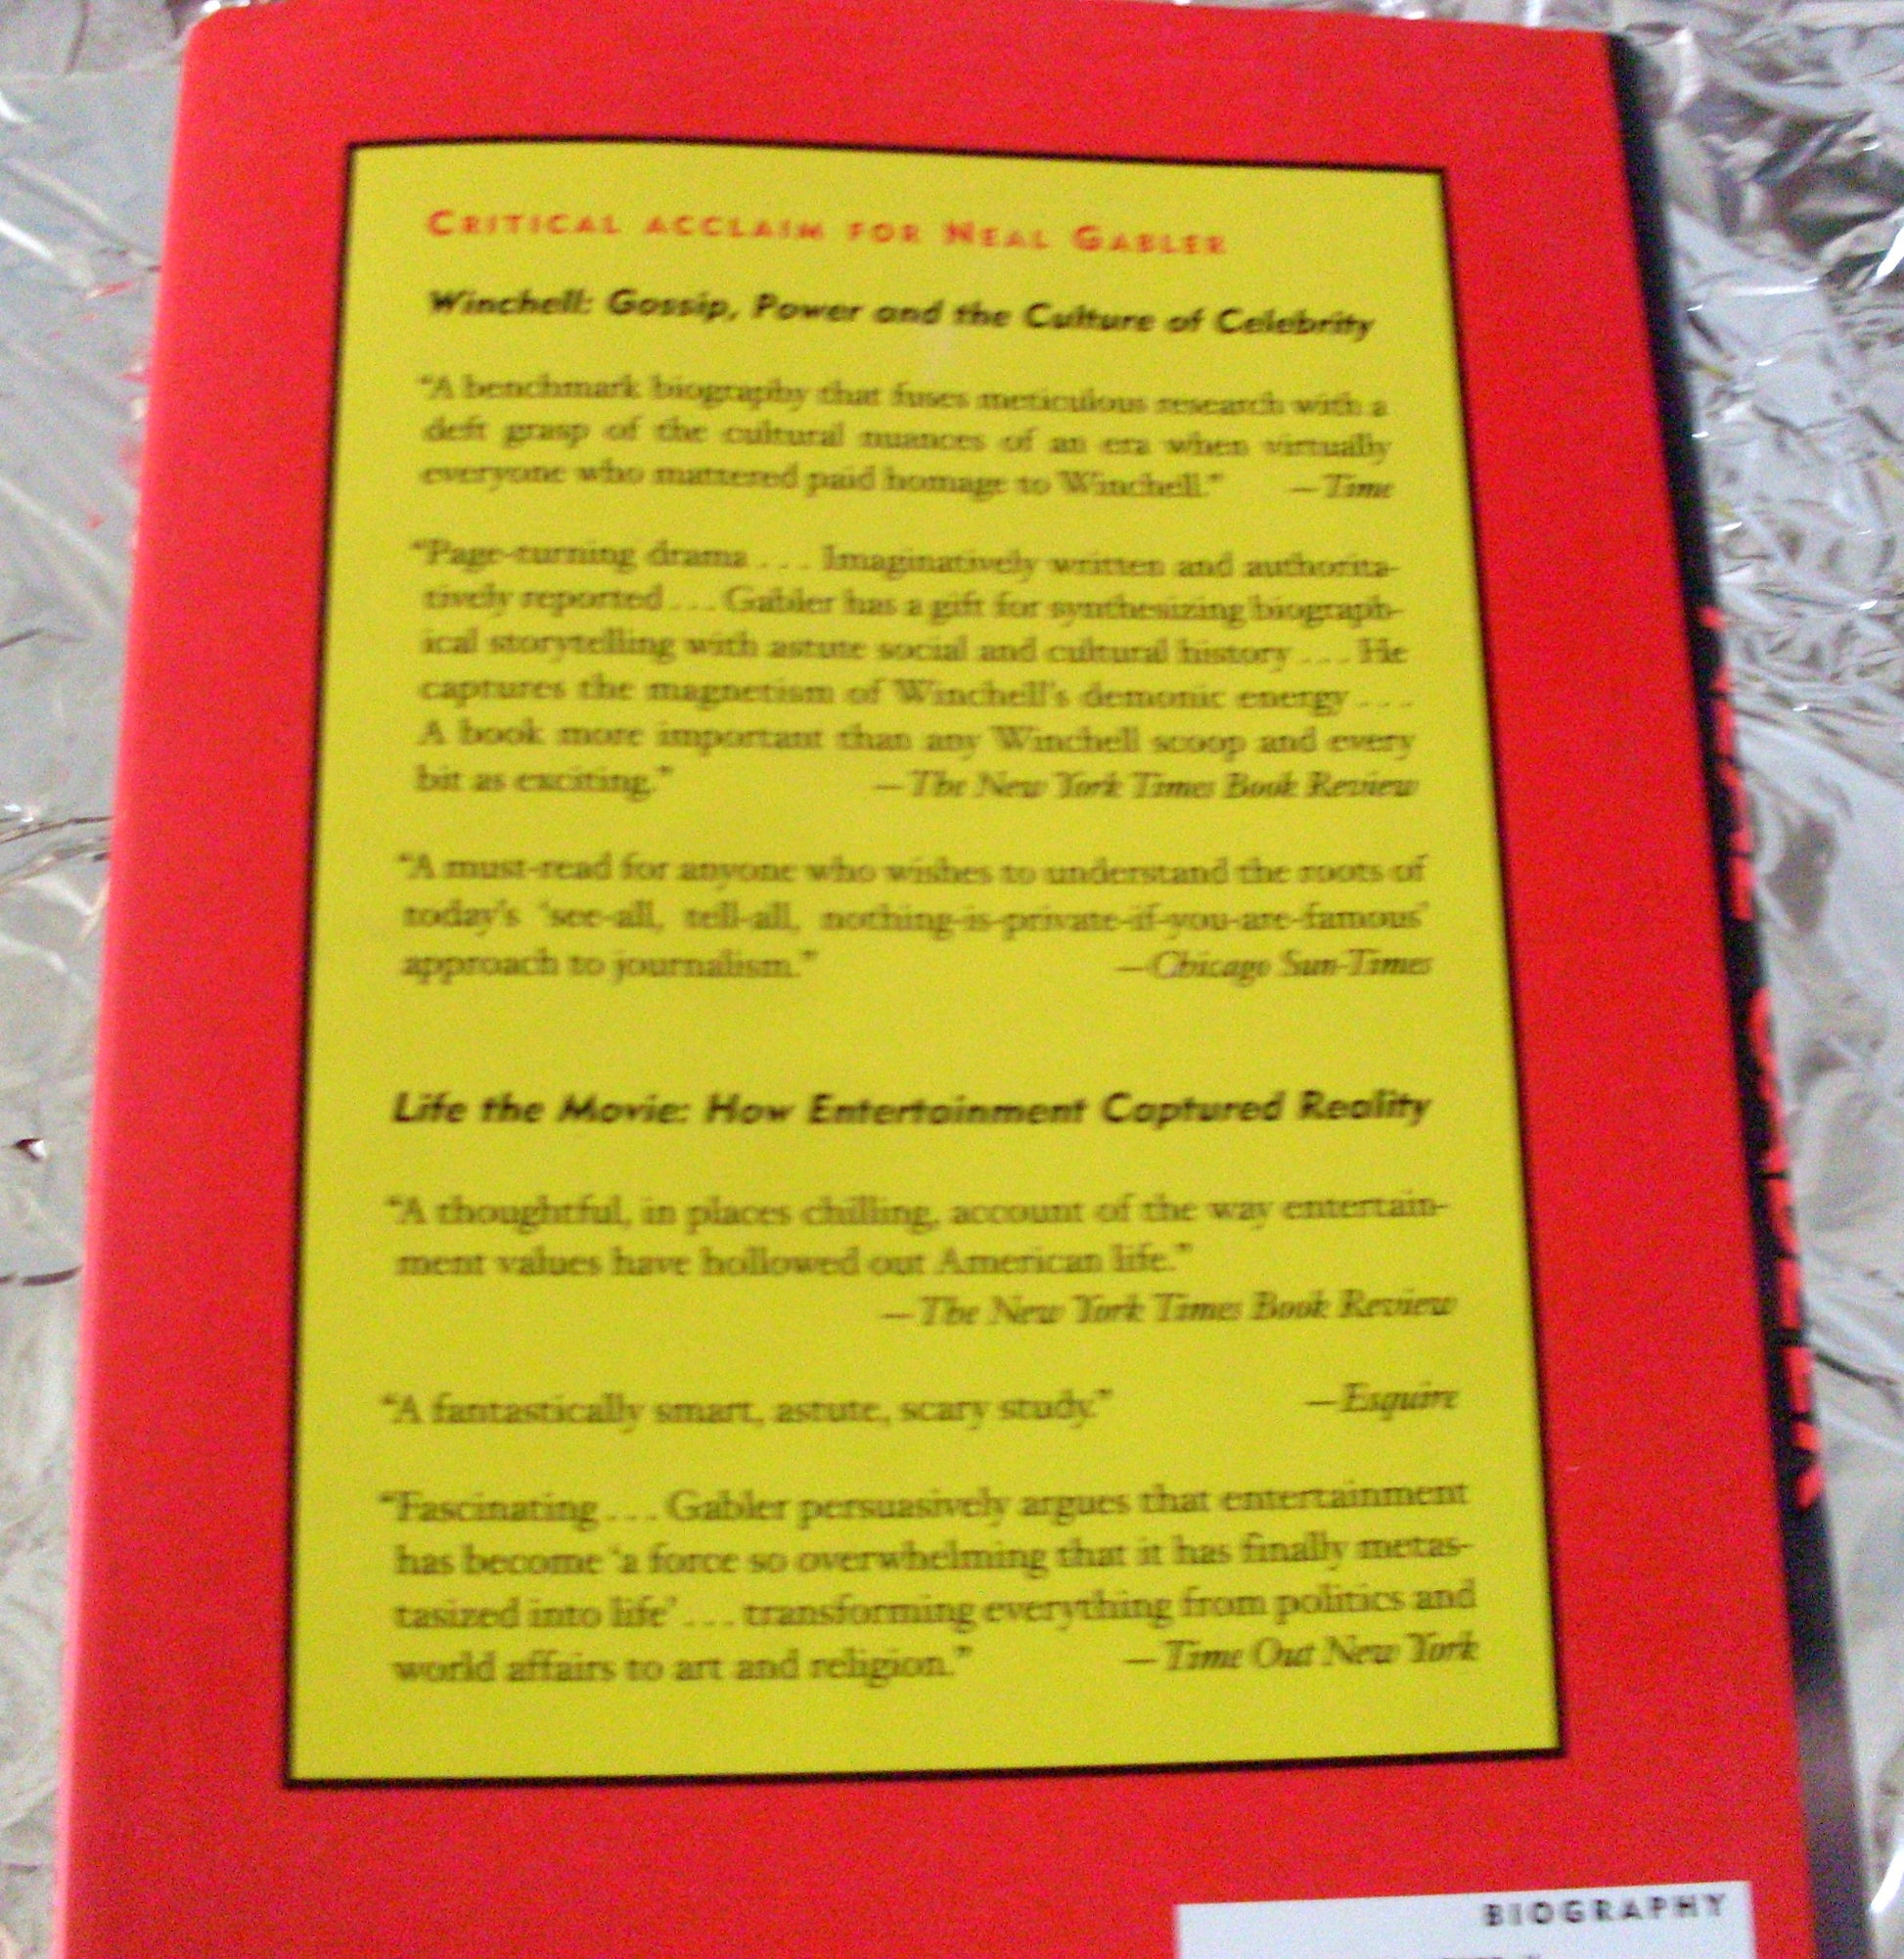 CRITICAL ACCLAIM FOR NEAL GABLER
Winchell: Gossip, Power and the Culture of Celebrity
“A benchmark biography that fuses meticulous research with a
deft grasp of the cultural nuances of an era when virtually
everyone who mattered paid homage to Winchell.” —Time
“Page-turning drama . . . Imaginatively written and authorita-
tively reported . . . Gabler has a gift for synthesizing biograph-
ical storytelling with astute social and cultural history . . . He
captures the magnetism of Winchell's demonic energy . . .
A book more important than any Winchell scoop and every
bit as exciting.” —The New York Times Book Review
“A must-read for anyone who wishes to understand the roots of
today's ‘see-all, tell-all, nothing-is-private-if-you-are-famous’
approach to journalism.” —Chicago Sun-Times
Life the Movie: How Entertainment Captured Reality
“A thoughtful, in places chilling, account of the way entertain-
ment values have hollowed out American life.”
—The New York Times Book Review
“A fantastically smart, astute, scary study.” —Esquire
“Fascinating . . . Gabler persuasively argues that entertainment
has become ‘a force so overwhelming that it has finally metas-
tasized into life’ . . . transforming everything from politics and
world affairs to art and religion.” —Time Out New York
BIOGRAPHY
NEAL GABLER